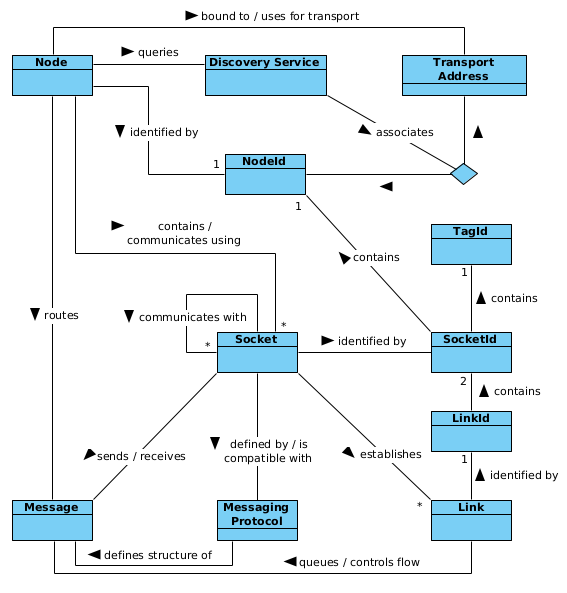 bound to / uses for transport
Node
queries
Discovery Service
Transport
Address
identified by
associates
1
NodeId
1
TagId
contains /
communicates using
contains
1
contains
routes
communicates with
*
*
identified by
Socket
SocketId
2
contains
LinkId
sends / receives
defined by / is
compatible with
establishes
1
identified by
*
Message
Messaging
Protocol
Link
defines structure of
queues / controls flow